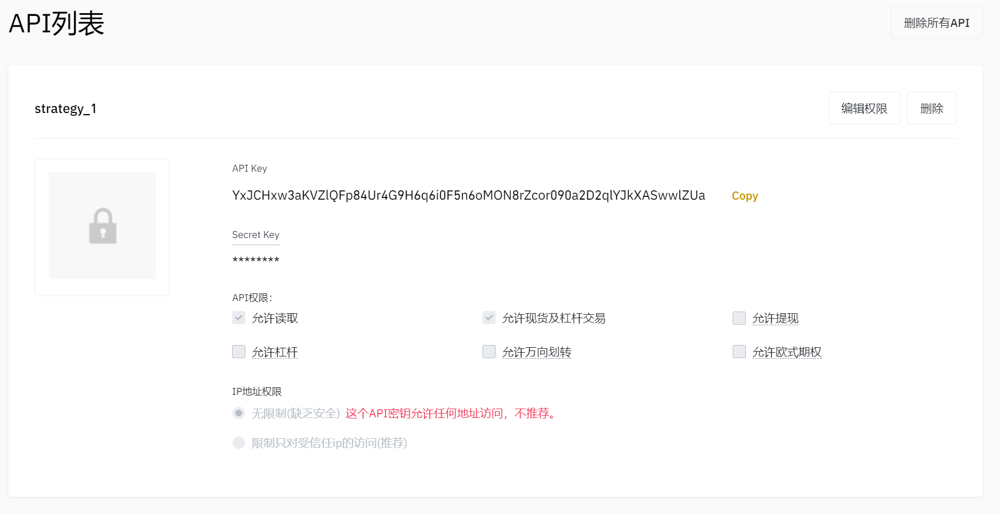 API列表
删除所有API
strategy_1
编辑权限
删除
API Key
YxJCHxw3aKVZlQFp84Ur4G9H6q6i0F5n6oMON8rZcor090a2D2qlYJkXASwwlZUa
Copy
Secret Key
********
API权限:
允许读取
允许现货及杠杆交易
允许提现
允许杠杆
允许万向划转
允许欧式期权
IP地址权限
无限制(缺乏安全) 这个API密钥允许任何地址访问，不推荐。
限制只对受信任ip的访问(推荐)